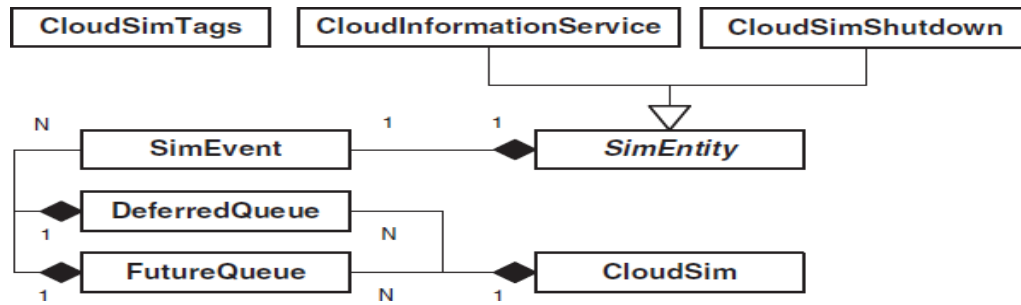 CloudSimTags
CloudInformationService
CloudSimShutdown
N
1
1
SimEvent
SimEntity
DeferredQueue
1
N
FutureQueue
CloudSim
1
N
1